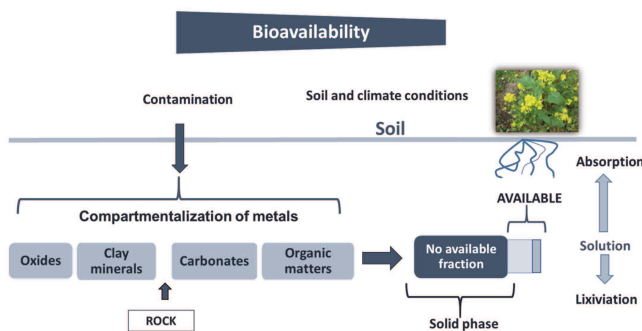 Bioavailability
Contamination
Soil and climate conditions
Soil
Absorption
AVAILABLE
Compartmentalization of metals
Oxides
Clay
minerals
Carbonates
Organic
matters
No available
fraction
Solution
ROCK
Solid phase
Lixiviation